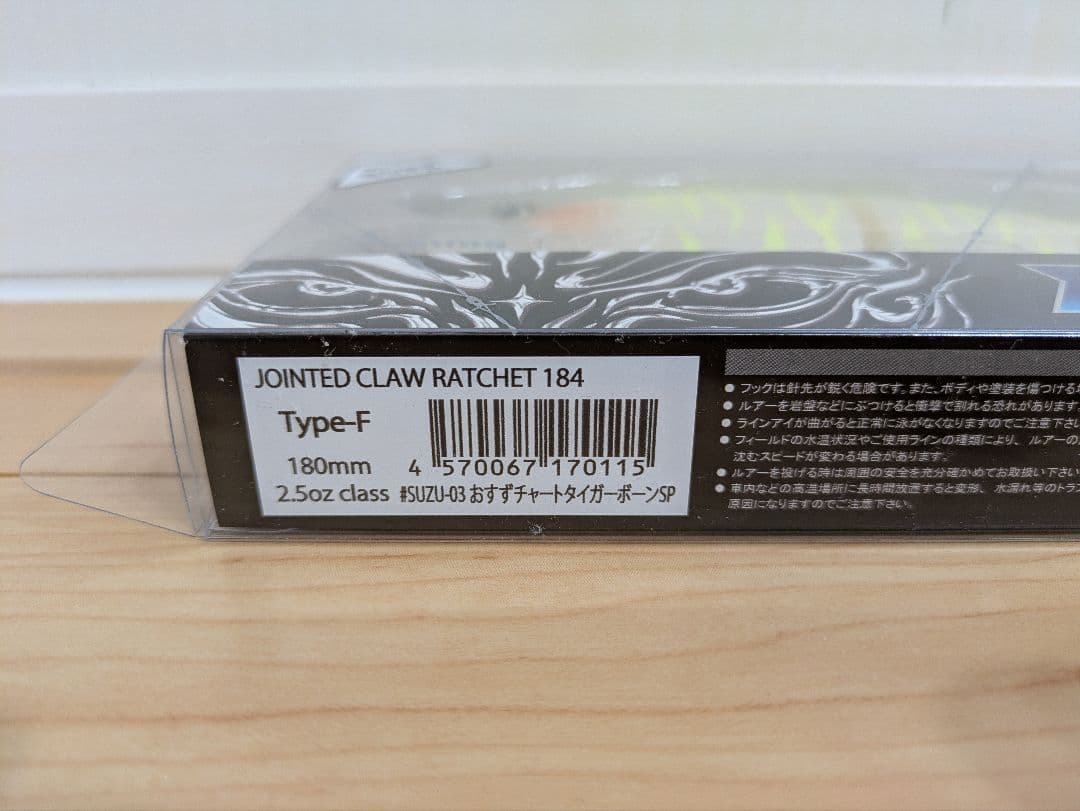 JOINTED CLAW RATCHET 184
Type-F
180mm
2.5oz class
4 570067 170115
#SUZU-03 おすずチャートタイガーボーンSP
● フックは針先が鋭く危険です。また、ボディや塗装を傷つける
● ルアーを岩盤などにぶつけると衝撃で割れる恐れがあります
● ラインアイが曲がると正常に泳がなくなりますのでご注意下さい
● フィールドの水温状況やご使用ラインの種類により、ルアーの
沈むスピードが変わる場合があります。
● ルアーを投げる時は周囲の安全を充分確かめてお取扱い下さい
● 車内などの高温場所に長時間放置すると変形、水漏れ等のトラ
原因になりますのでご注意下さい。